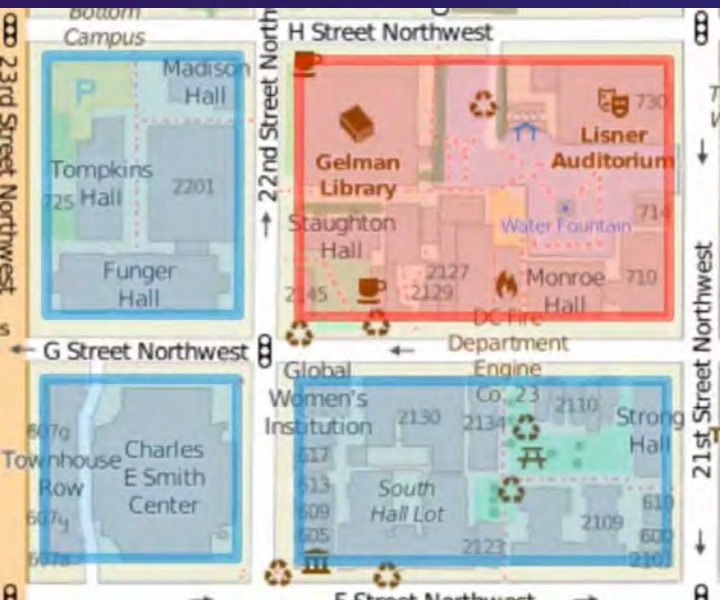 Bottom
Campus
H Street Northwest
23rd Street Northwest
22nd Street North
P
Madison
Hall
Tompkins
Hall
725
2201
Funger
Hall
Gelman
Library
730
Lisner
Auditorium
Staughton
Hall
Water Fountain
714
2145
2127
2129
Monroe
Hall
710
21st Street Northwest
G Street Northwest
DC Fire
Department
Engine
Co. 23
Global
Women's
Institution
2130
2134
2110
Strong
Hall
607g
Townhouse
Row
607y
607a
Charles
E Smith
Center
617
613
609
605
South
Hall Lot
2123
2109
610
600
2101
F Street Northwest